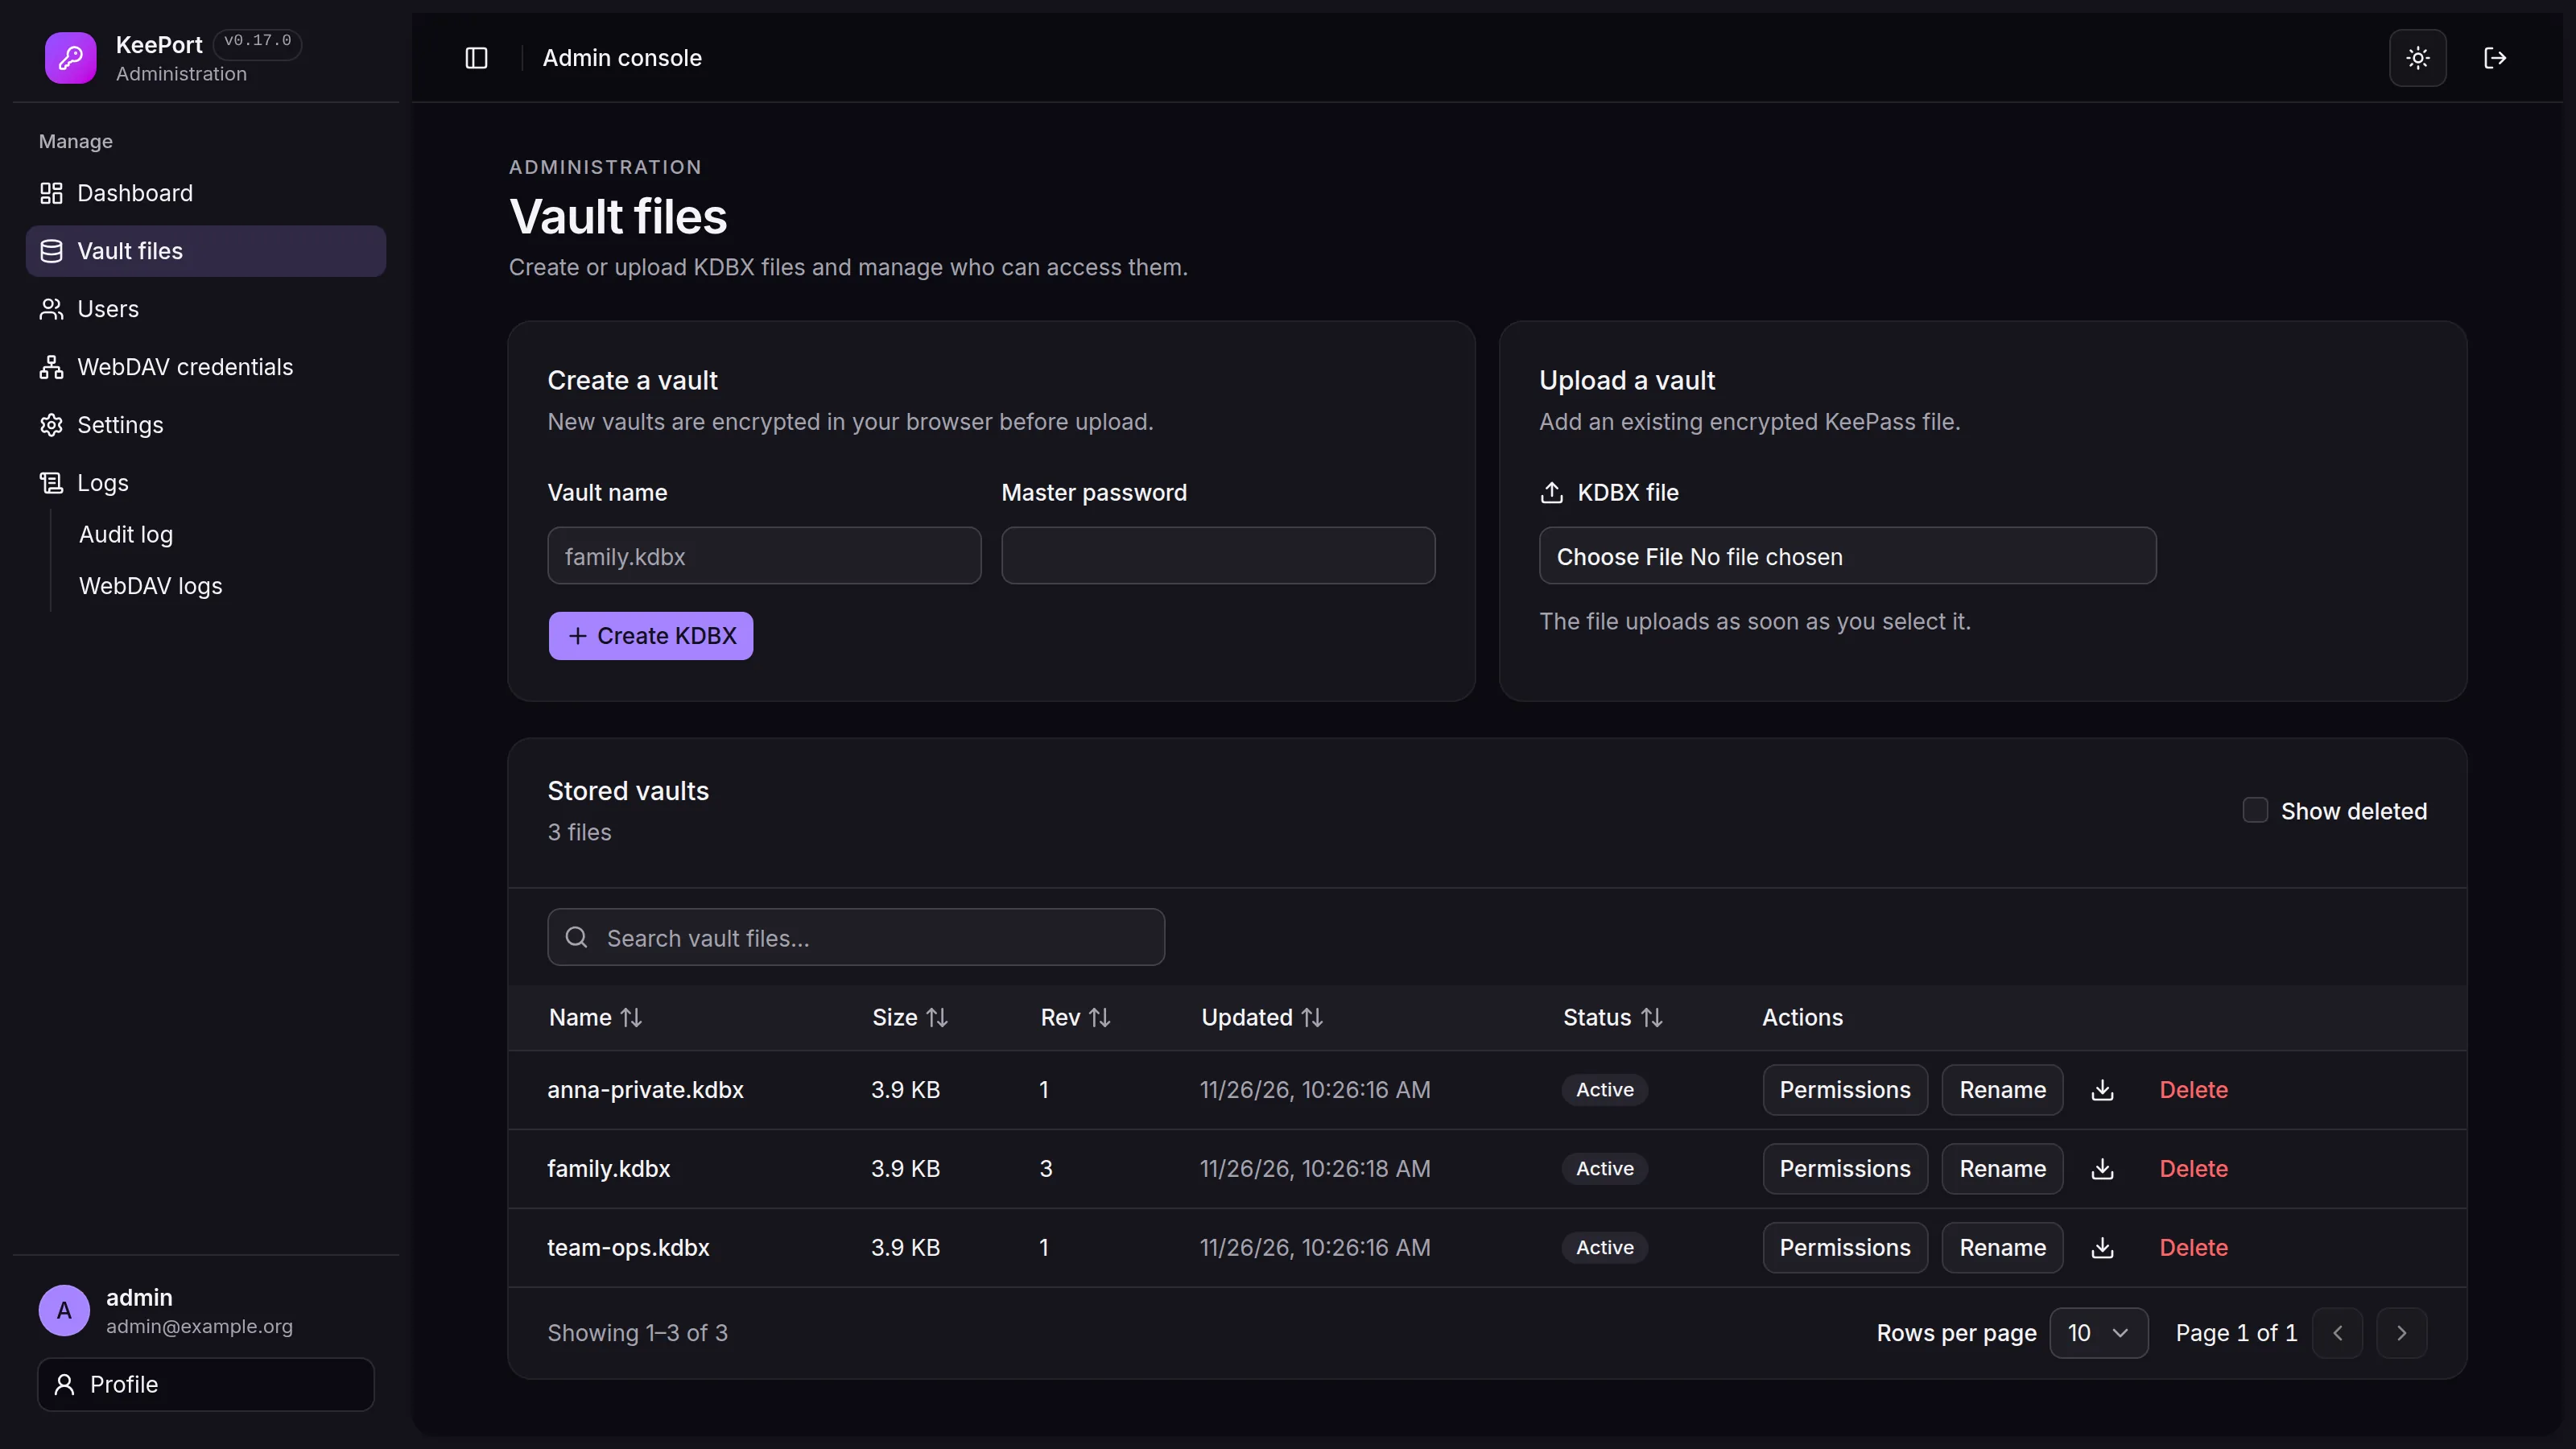 KeePort v0.17.0
Administration
Manage
Dashboard
Vault files
Users
WebDAV credentials
Settings
Logs
Audit log
WebDAV logs
A
admin
admin@example.org
Profile
Admin console
ADMINISTRATION
Vault files
Create or upload KDBX files and manage who can access them.
Create a vault
New vaults are encrypted in your browser before upload.
Vault name Master password
family.kdbx
Create KDBX
Upload a vault
Add an existing encrypted KeePass file.
KDBX file
Choose File No file chosen
The file uploads as soon as you select it.
Stored vaults
3 files
Show deleted
Search vault files...
Name Size Rev Updated Status Actions
anna-private.kdbx 3.9 KB 1 11/26/26, 10:26:16 AM Active Permissions Rename Delete
family.kdbx 3.9 KB 3 11/26/26, 10:26:18 AM Active Permissions Rename Delete
team-ops.kdbx 3.9 KB 1 11/26/26, 10:26:16 AM Active Permissions Rename Delete
Showing 1–3 of 3 Rows per page 10 Page 1 of 1